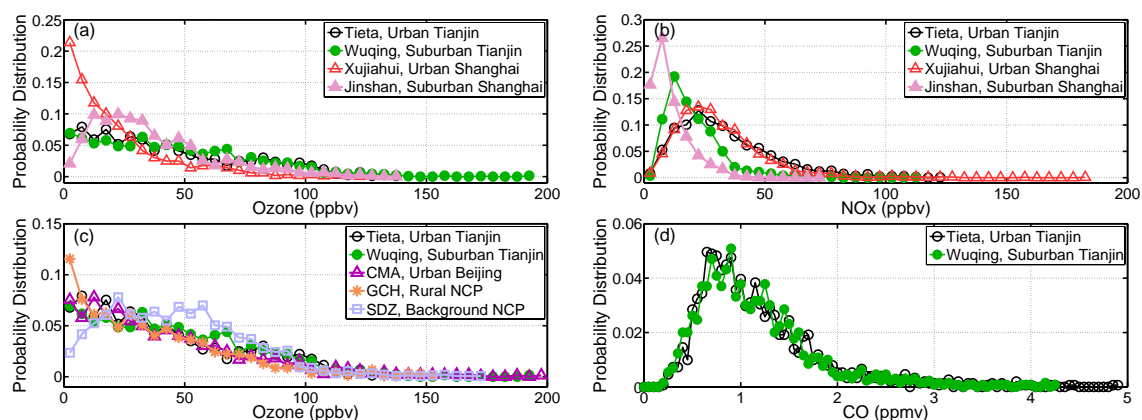 (a)
Probability Distribution
0.25
0.2
0.15
0.1
0.05
0
Tieta, Urban Tianjin
Wuqing, Suburban Tianjin
Xujiahui, Urban Shanghai
Jinshan, Suburban Shanghai
0 50 100 150 200
Ozone (ppbv)
(b)
Probability Distribution
0.3
0.25
0.20
0.15
0.1
0.05
0
Tieta, Urban Tianjin
Wuqing, Suburban Tianjin
Xujiahui, Urban Shanghai
Jinshan, Suburban Shanghai
0 50 100 150 200
NOx (ppbv)
(c)
Probability Distribution
0.15
0.1
0.05
0
Tieta, Urban Tianjin
Wuqing, Suburban Tianjin
CMA, Urban Beijing
GCH, Rural NCP
SDZ, Background NCP
0 50 100 150 200
Ozone (ppbv)
(d)
Probability Distribution
0.06
0.04
0.02
0
Tieta, Urban Tianjin
Wuqing, Suburban Tianjin
0 1 2 3 4 5
CO (ppmv)